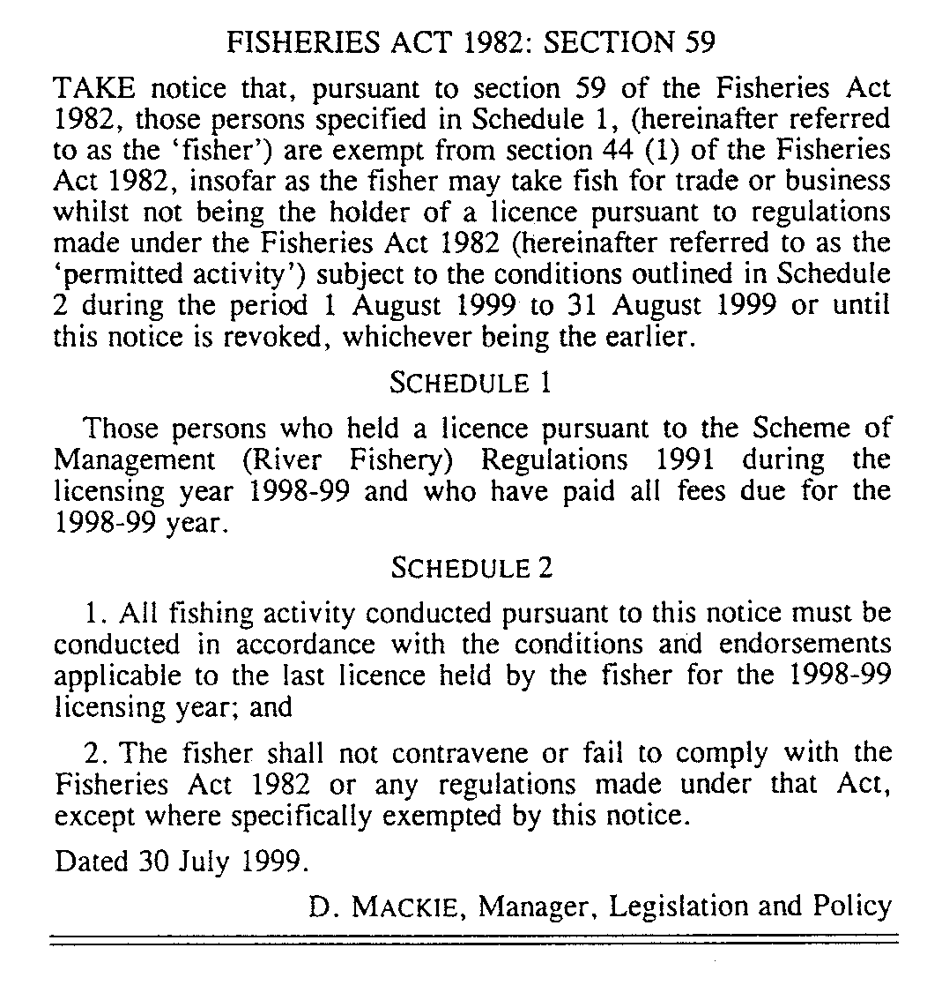 FISHERIES ACT 1982: SECTION 59
TAKE notice that, pursuant to section 59 of the Fisheries Act
1982, those persons specified in Schedule 1, (hereinafter referred
to as the ‘fisher’) are exempt from section 44 (1) of the Fisheries
Act 1982, insofar as the fisher may take fish for trade or business
whilst not being the holder of a licence pursuant to regulations
made under the Fisheries Act 1982 (hereinafter referred to as the
‘permitted activity’) subject to the conditions outlined in Schedule
2 during the period 1 August 1999 to 31 August 1999 or until
this notice is revoked, whichever being the earlier.
SCHEDULE 1
Those persons who held a licence pursuant to the Scheme of
Management (River Fishery) Regulations 1991 during the
licensing year 1998-99 and who have paid all fees due for the
1998-99 year.
SCHEDULE 2
1. All fishing activity conducted pursuant to this notice must be
conducted in accordance with the conditions and endorsements
applicable to the last licence held by the fisher for the 1998-99
licensing year; and
2. The fisher shall not contravene or fail to comply with the
Fisheries Act 1982 or any regulations made under that Act,
except where specifically exempted by this notice.
Dated 30 July 1999.
D. MACKIE, Manager, Legislation and Policy